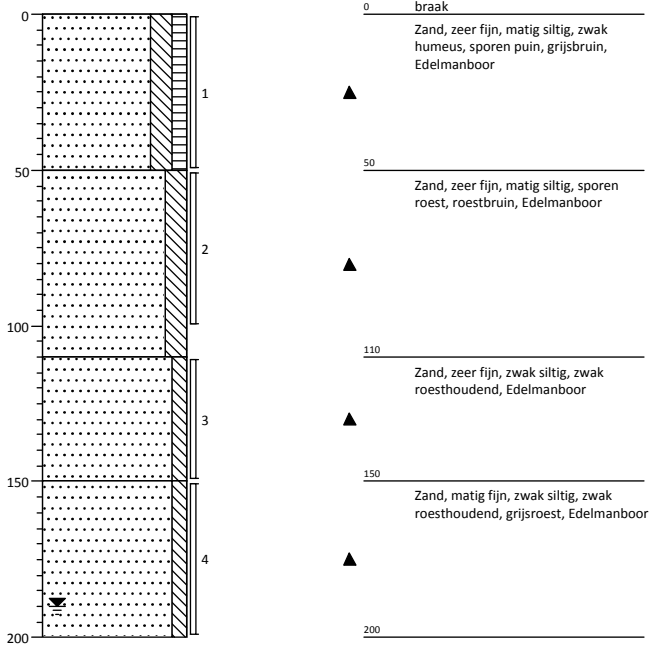 0
50
100
150
200
1
2
3
4
0 braak
Zand, zeer fijn, matig siltig, zwak
humeus, sporen puin, grijsbruin,
Edelmanboor
50
Zand, zeer fijn, matig siltig, sporen
roest, roestbruin, Edelmanboor
110
Zand, zeer fijn, zwak siltig, zwak
roesthoudend, Edelmanboor
150
Zand, matig fijn, zwak siltig, zwak
roesthoudend, grijsroest, Edelmanboor
200